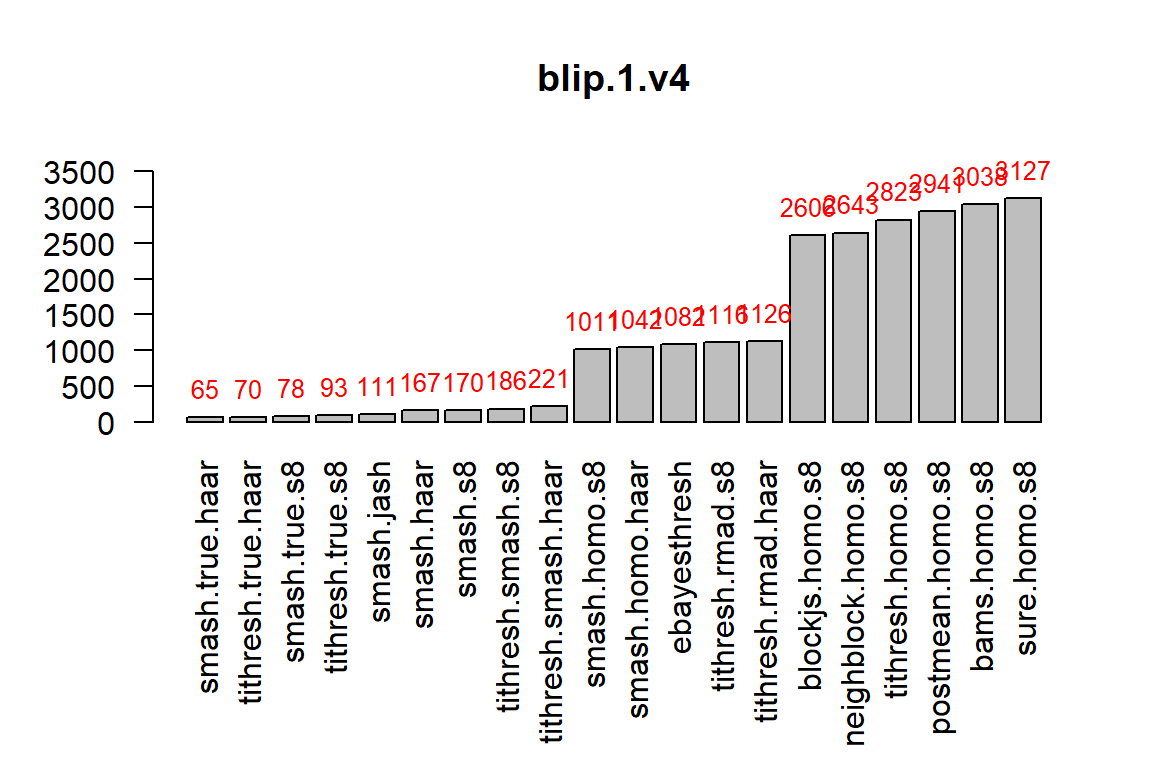 blip.1.v4
3500
3000
2500
2000
1500
1000
500
0
65
70
78
93
111
167
170
186
221
1011
1042
1082
1116
1126
2606
2643
2823
2941
3038
3127
smash.true.haar
tithresh.true.haar
smash.true.s8
tithresh.true.s8
smash.jash
smash.haar
smash.s8
tithresh.smash.s8
tithresh.smash.haar
smash.homo.s8
smash.homo.haar
ebayesthresh
tithresh.rmad.s8
tithresh.rmad.haar
blockjs.homo.s8
neighblock.homo.s8
tithresh.homo.s8
postmean.homo.s8
bams.homo.s8
sure.homo.s8